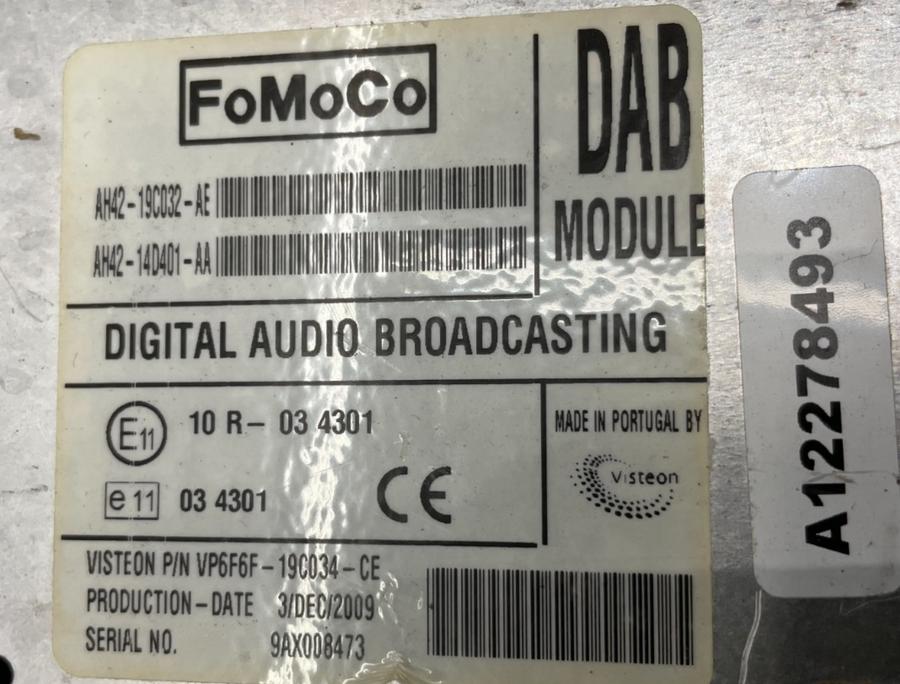 FoMoCo
DAB
MODULE
AH42-19C032-AE
AH42-14D401-AA
DIGITAL AUDIO BROADCASTING
E11 10 R- 03 4301
e 11 03 4301 CE
MADE IN PORTUGAL BY
Visteon
VISTEON P/N VP6F6F-19C034-CE
PRODUCTION-DATE 3/DEC/2009
SERIAL NO. 9AX008473
A12278493